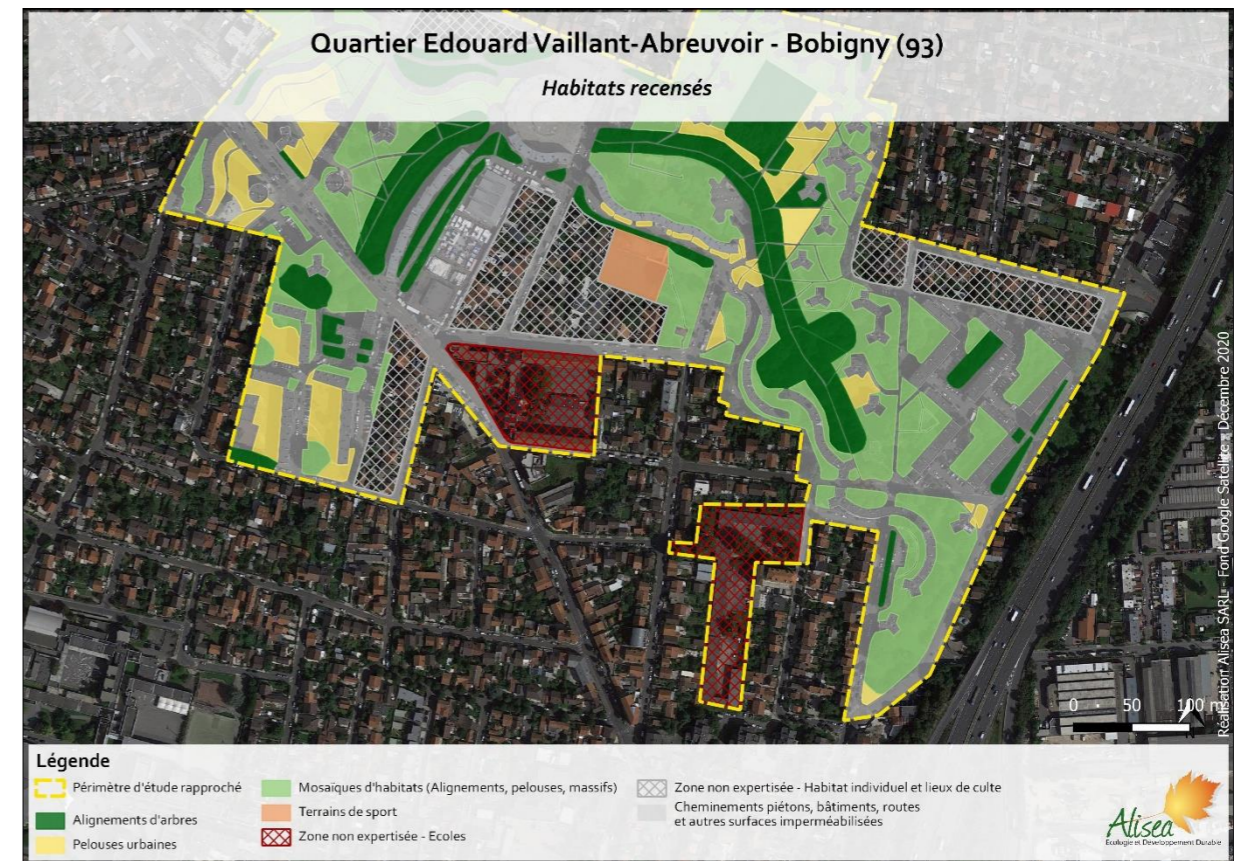 Quartier Edouard Vaillant-Abreuvoir - Bobigny (93)
Habitats recensés
Réalisation Alisea SARL - Fond Google Satellite - Décembre 2020
0 50 100 m
Légende
Périmètre d'étude rapproché
Alignements d'arbres
Pelouses urbaines
Mosaïques d'habitats (Alignements, pelouses, massifs)
Terrains de sport
Zone non expertisée - Ecoles
Zone non expertisée - Habitat individuel et lieux de culte
Cheminements piétons, bâtiments, routes
et autres surfaces imperméabilisées
Alisea
Ecologie et Développement Durable